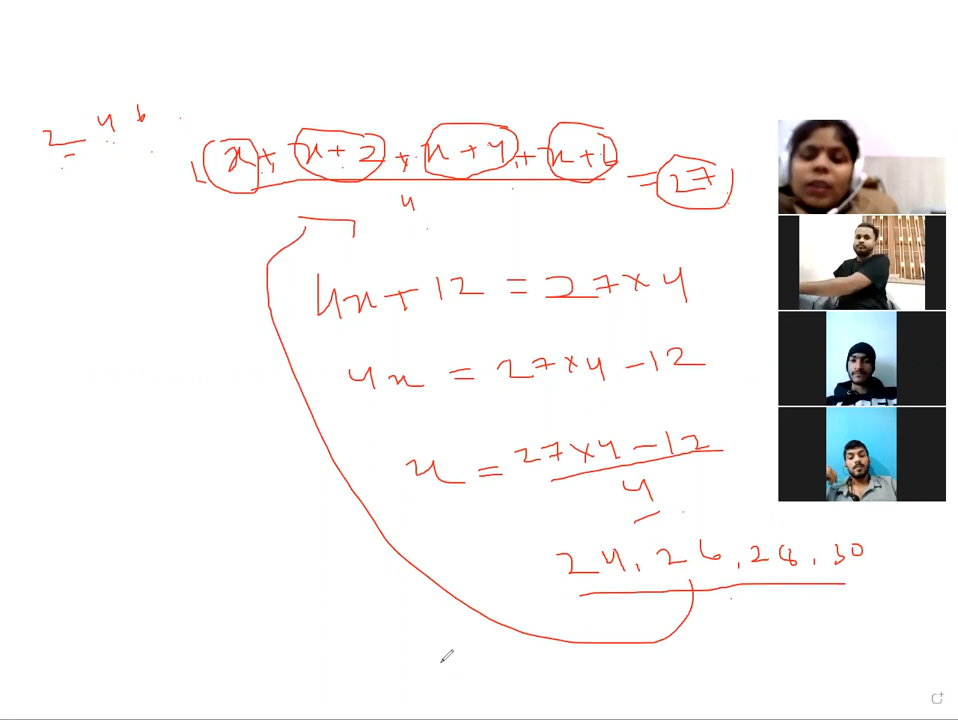 2 4 6
x + x+2 + x+4 + x+6 = 27
4
4x + 12 = 27 x 4
4x = 27 x 4 - 12
x = 27 x 4 - 12
4
24, 26, 28, 30